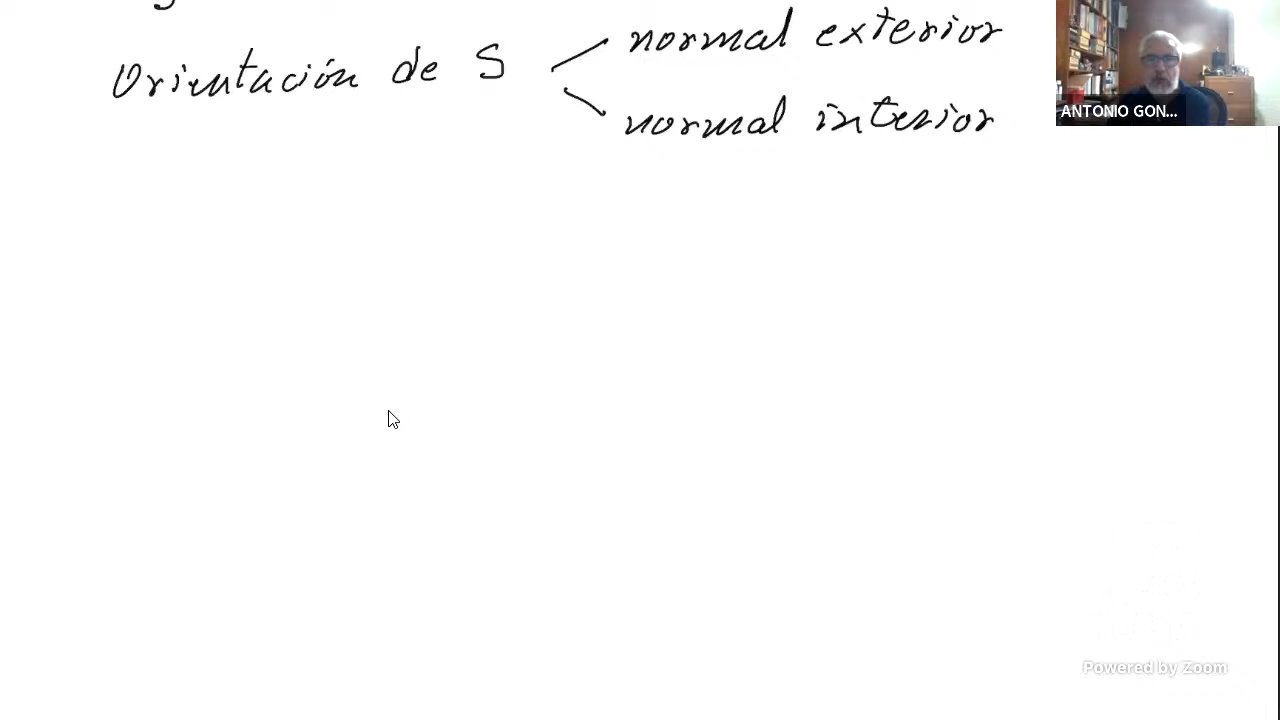 normal exterior
Orientación de S
normal interior
ANTONIO GON...
Powered by Zoom